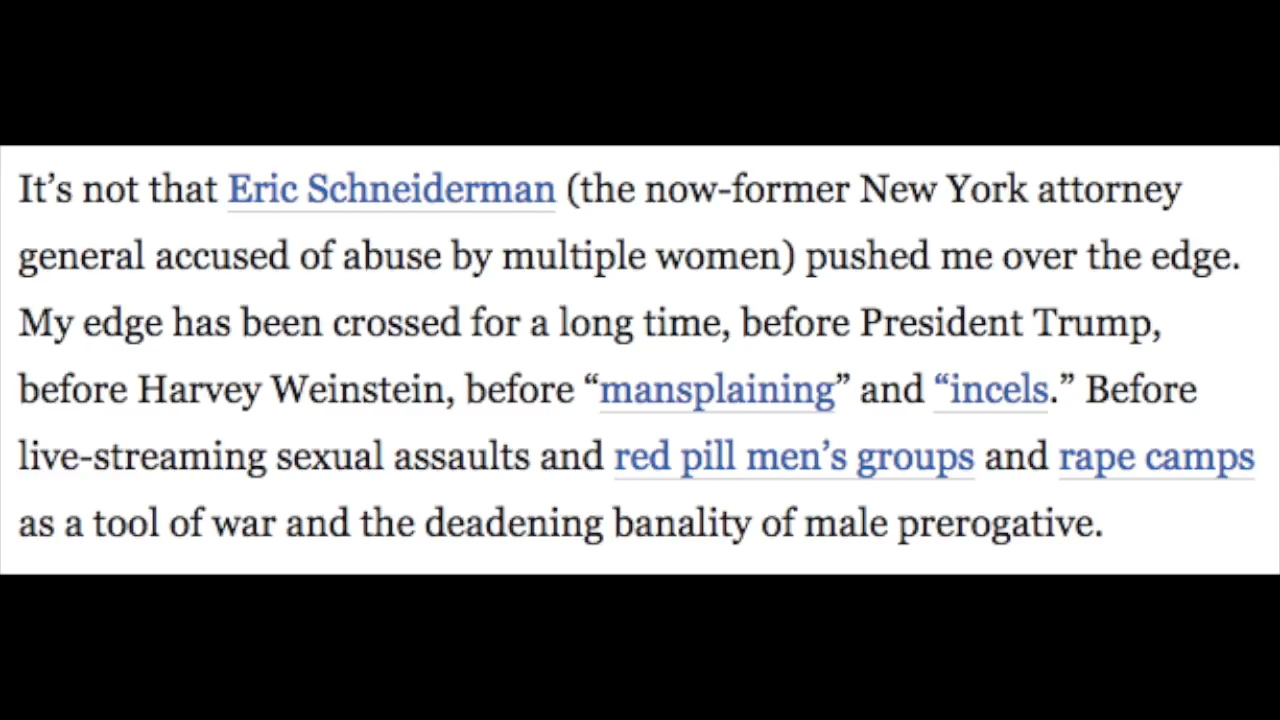 It’s not that Eric Schneiderman (the now-former New York attorney
general accused of abuse by multiple women) pushed me over the edge.
My edge has been crossed for a long time, before President Trump,
before Harvey Weinstein, before “mansplaining” and “incels.” Before
live-streaming sexual assaults and red pill men’s groups and rape camps
as a tool of war and the deadening banality of male prerogative.